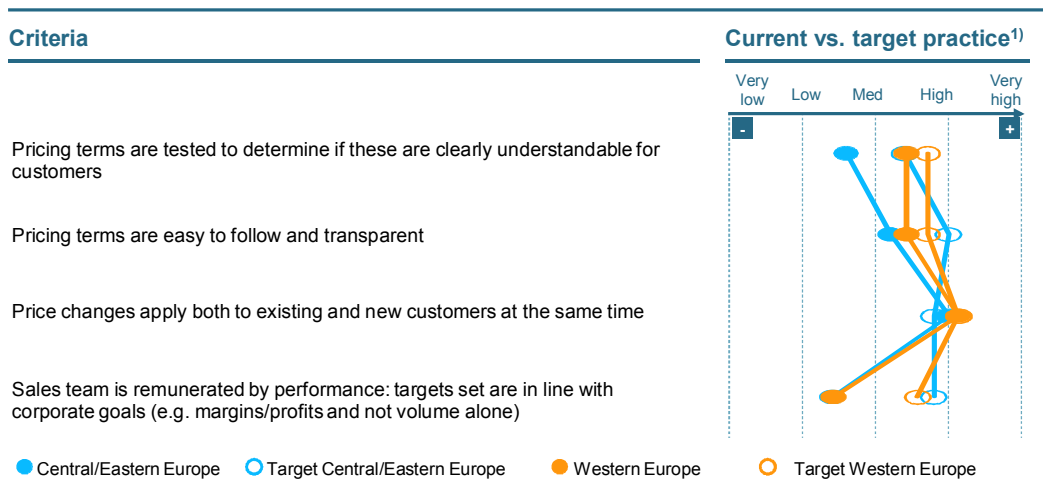 Criteria
Current vs. target practice1)
Very low
Low
Med
High
Very high
-
+
Pricing terms are tested to determine if these are clearly understandable for
customers
Pricing terms are easy to follow and transparent
Price changes apply both to existing and new customers at the same time
Sales team is remunerated by performance: targets set are in line with
corporate goals (e.g. margins/profits and not volume alone)
Central/Eastern Europe
Target Central/Eastern Europe
Western Europe
Target Western Europe